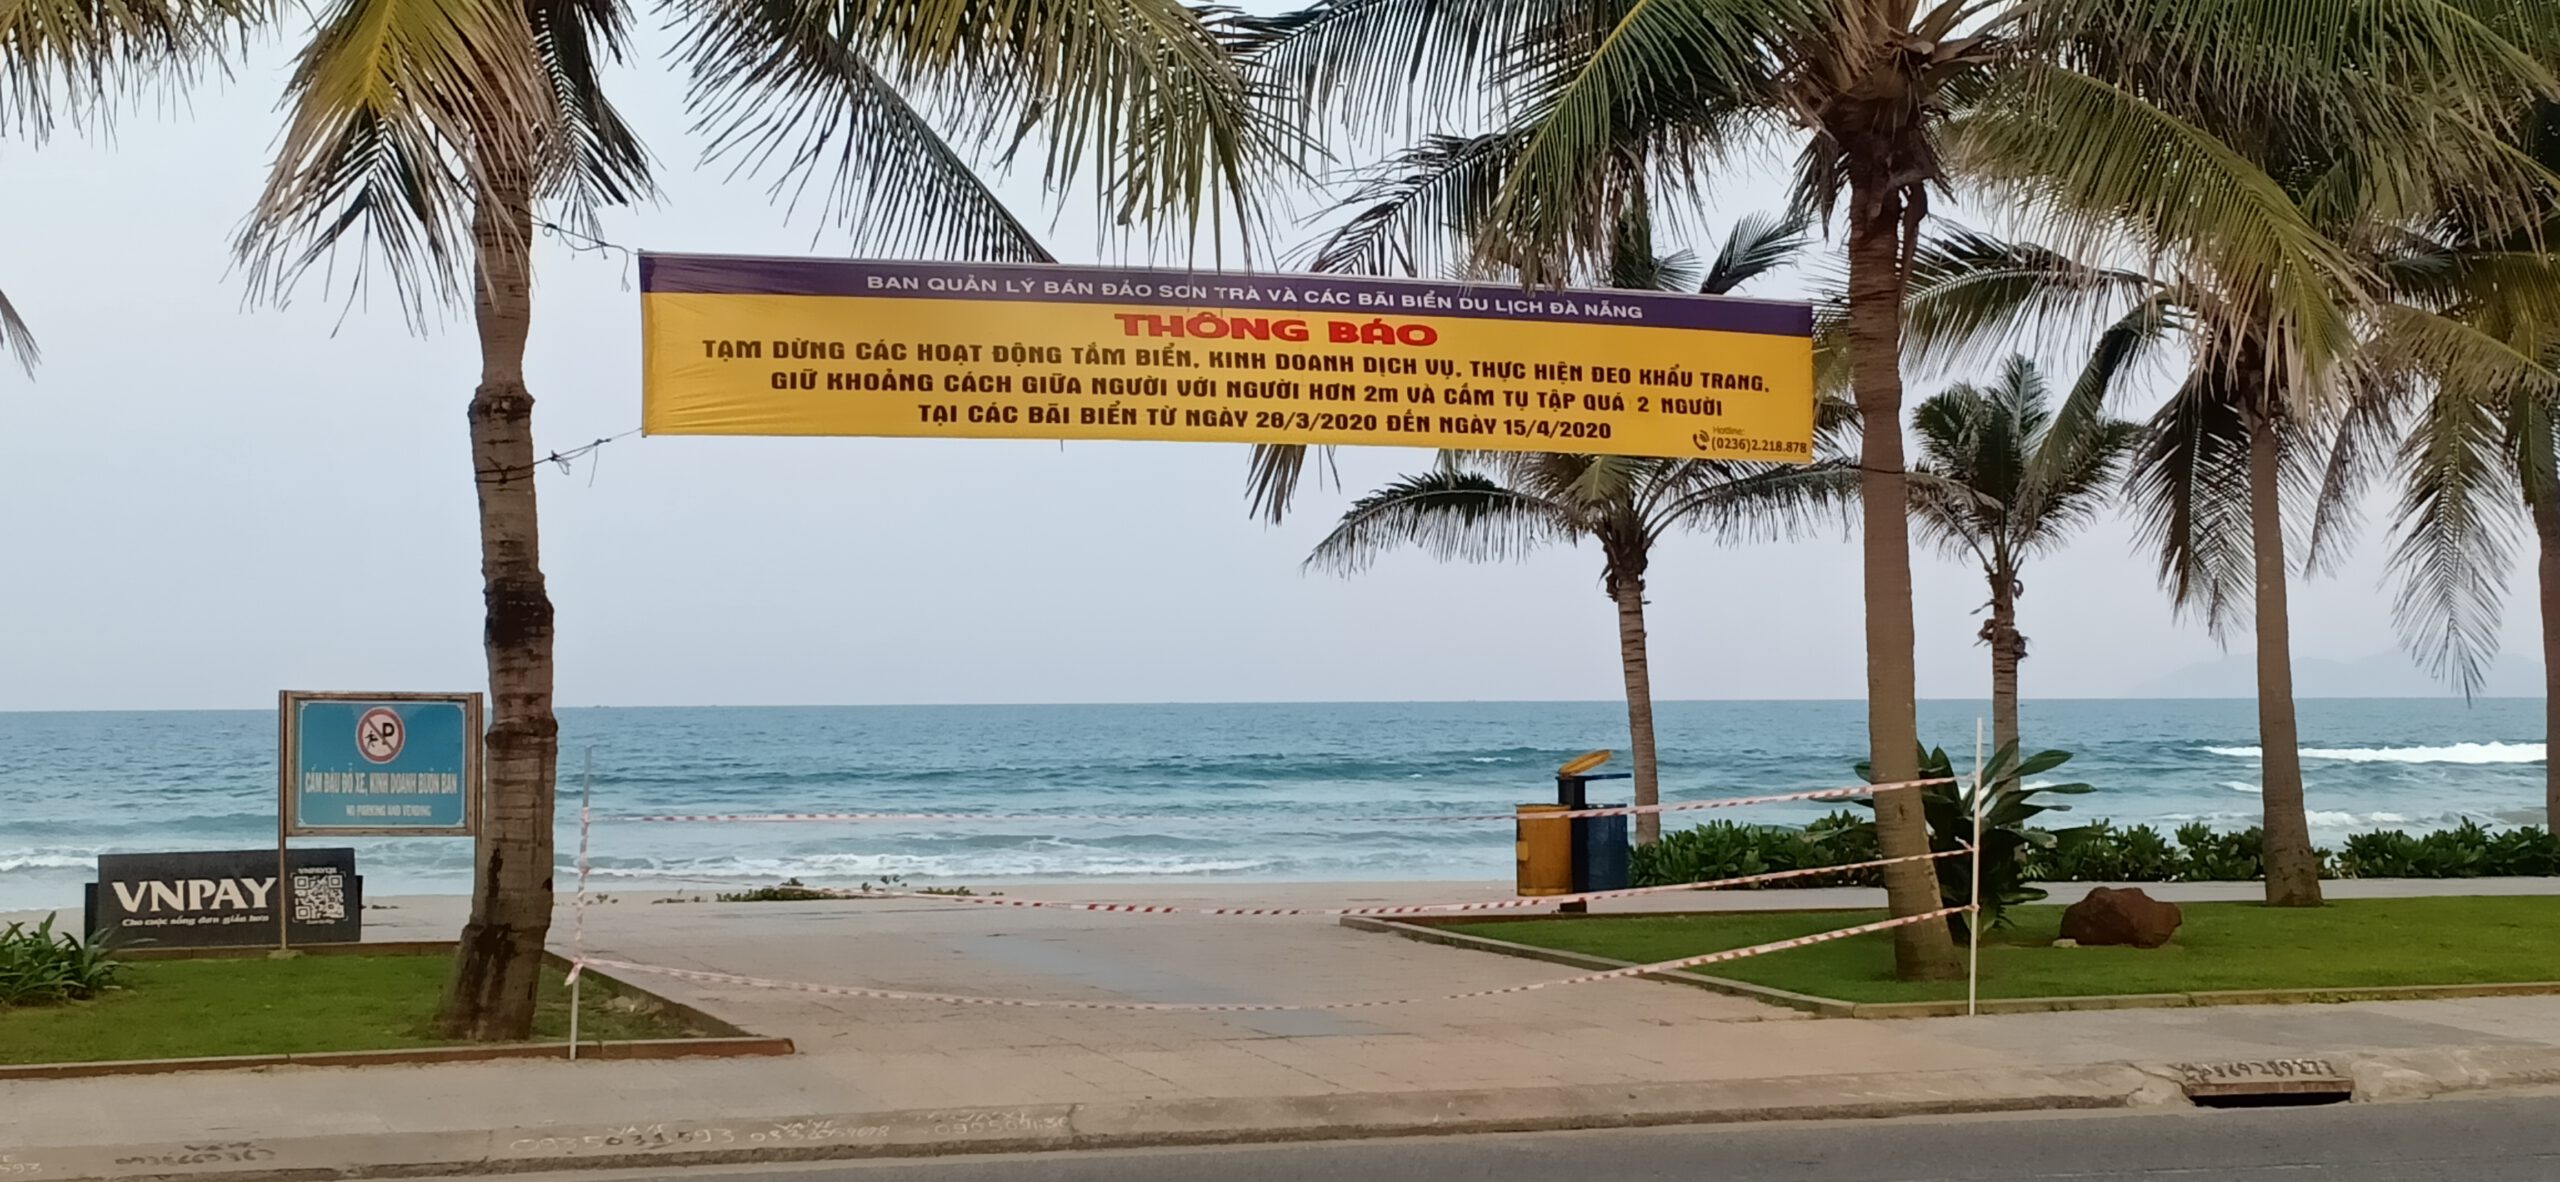 BAN QUẢN LÝ BÁN ĐẢO SƠN TRÀ VÀ CÁC BÃI BIỂN DU LỊCH ĐÀ NẴNG
THÔNG BÁO
TẠM DỪNG CÁC HOẠT ĐỘNG TẮM BIỂN, KINH DOANH DỊCH VỤ, THỰC HIỆN ĐEO KHẨU TRANG,
GIỮ KHOẢNG CÁCH GIỮA NGƯỜI VỚI NGƯỜI HƠN 2m VÀ CẤM TỤ TẬP QUÁ 2 NGƯỜI
TẠI CÁC BÃI BIỂN TỪ NGÀY 28/3/2020 ĐẾN NGÀY 15/4/2020
Hotline:
(0236)2.218.878
P
CẤM ĐẬU ĐỖ XE, KINH DOANH BUÔN BÁN
NO PARKING AND VENDING
VNPAY
Cho cuộc sống đơn giản hơn
VNPAYQR